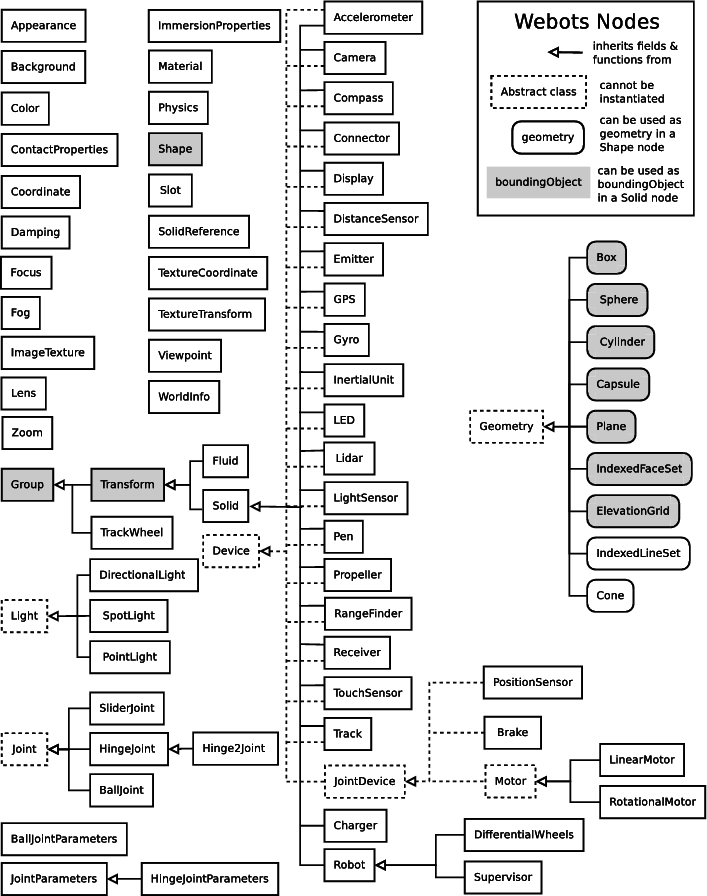 Appearance
Background
Color
ContactProperties
Coordinate
Damping
Focus
Fog
ImageTexture
Lens
Zoom
ImmersionProperties
Material
Physics
Shape
Slot
SolidReference
TextureCoordinate
TextureTransform
Viewpoint
WorldInfo
Group
Transform
TrackWheel
Fluid
Solid
Device
Light
DirectionalLight
SpotLight
PointLight
Joint
SliderJoint
HingeJoint
BallJoint
Hinge2Joint
BallJointParameters
JointParameters
HingeJointParameters
Accelerometer
Camera
Compass
Connector
Display
DistanceSensor
Emitter
GPS
Gyro
InertialUnit
LED
Lidar
LightSensor
Pen
Propeller
RangeFinder
Receiver
TouchSensor
Track
JointDevice
Charger
Robot
PositionSensor
Brake
Motor
LinearMotor
RotationalMotor
DifferentialWheels
Supervisor
Webots Nodes
inherits fields &
functions from
Abstract class
cannot be
instantiated
geometry
can be used as
geometry in a
Shape node
boundingObject
can be used as
boundingObject
in a Solid node
Geometry
Box
Sphere
Cylinder
Capsule
Plane
IndexedFaceSet
ElevationGrid
IndexedLineSet
Cone